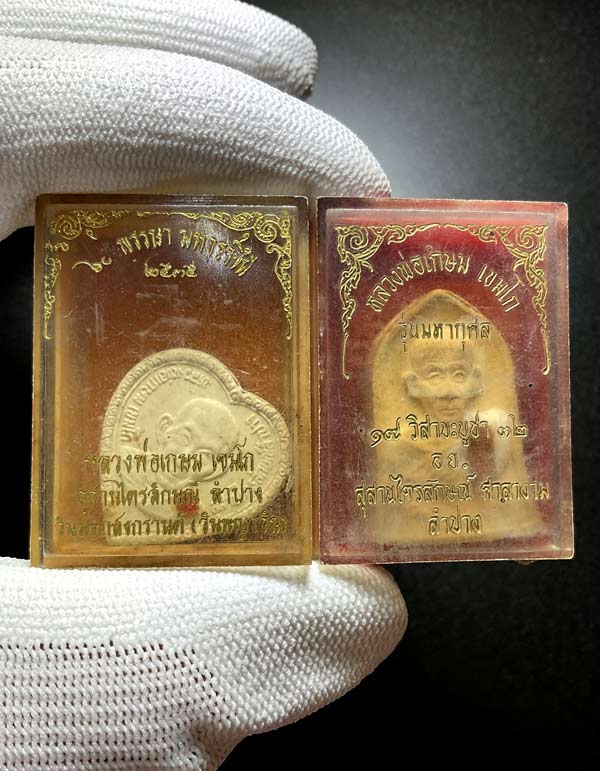 ๖๐ พรรษา มหาราชินี
๒๕๓๕
หลวงพ่อเกษม เขมโก
สุสานไตรลักษณ์ ลำปาง
หลวงพ่อเกษม เขมโก
รุ่นมหากุศล
๑๗ วิสาขะบูชา ๓๒
อย.
สุสานไตรลักษณ์ ศาลางาม
ลำปาง